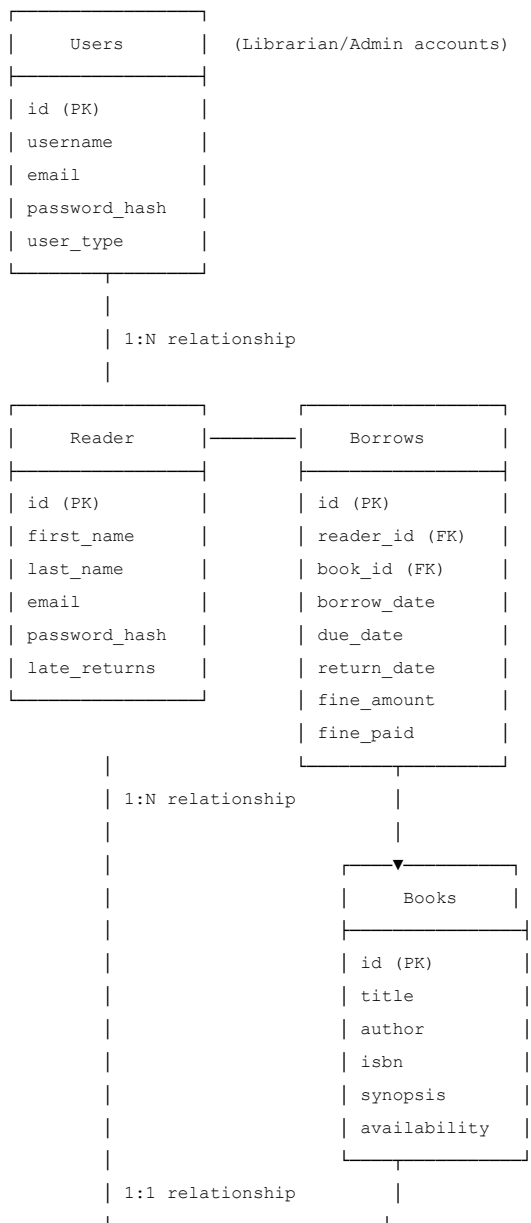 Users (Librarian/Admin accounts)
id (PK)
username
email
password_hash
user_type
1:N relationship
Reader Borrows
id (PK) id (PK)
first_name reader_id (FK)
last_name book_id (FK)
email borrow_date
password_hash due_date
late_returns return_date
fine_amount
fine_paid
1:N relationship
Books
id (PK)
title
author
isbn
synopsis
availability
1:1 relationship